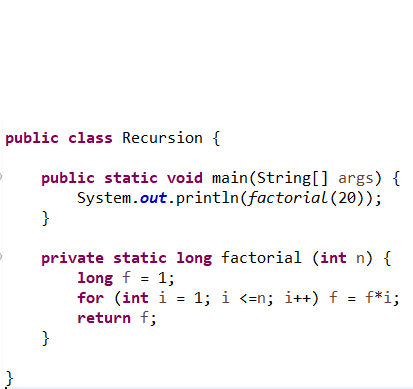 public class Recursion {
public static void main(String[] args) {
System.out.println(factorial(20));
}
private static long factorial (int n) {
long f = 1;
for (int i = 1; i <=n; i++) f = f*i;
return f;
}
}